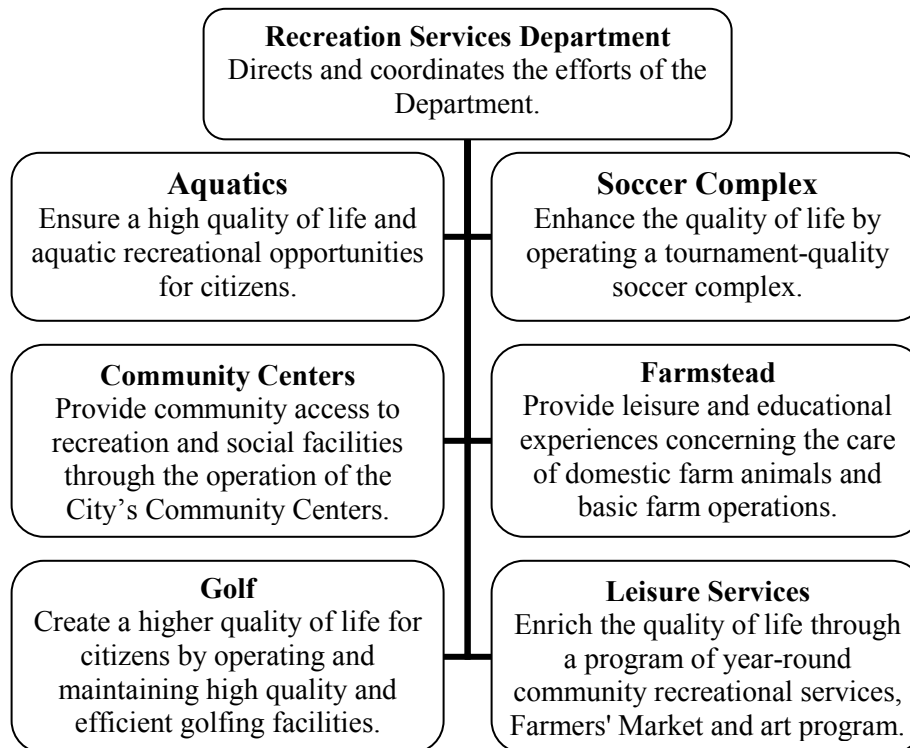 Recreation Services Department
Directs and coordinates the efforts of the
Department.
Aquatics
Ensure a high quality of life and
aquatic recreational opportunities
for citizens.
Soccer Complex
Enhance the quality of life by
operating a tournament-quality
soccer complex.
Community Centers
Provide community access to
recreation and social facilities
through the operation of the
City's Community Centers.
Farmstead
Provide leisure and educational
experiences concerning the care
of domestic farm animals and
basic farm operations.
Golf
Create a higher quality of life for
citizens by operating and
maintaining high quality and
efficient golfing facilities.
Leisure Services
Enrich the quality of life through
a program of year-round
community recreational services,
Farmers' Market and art program.